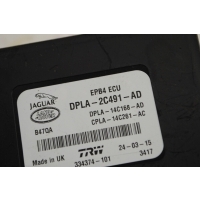 EPB4 ECU
JAGUAR
DPLA-2C491-AD
DPLA-14C168-AD
CPLA-14C261-AC
B47QA
Made in UK
TRW
24-03-15
334374-101
3417